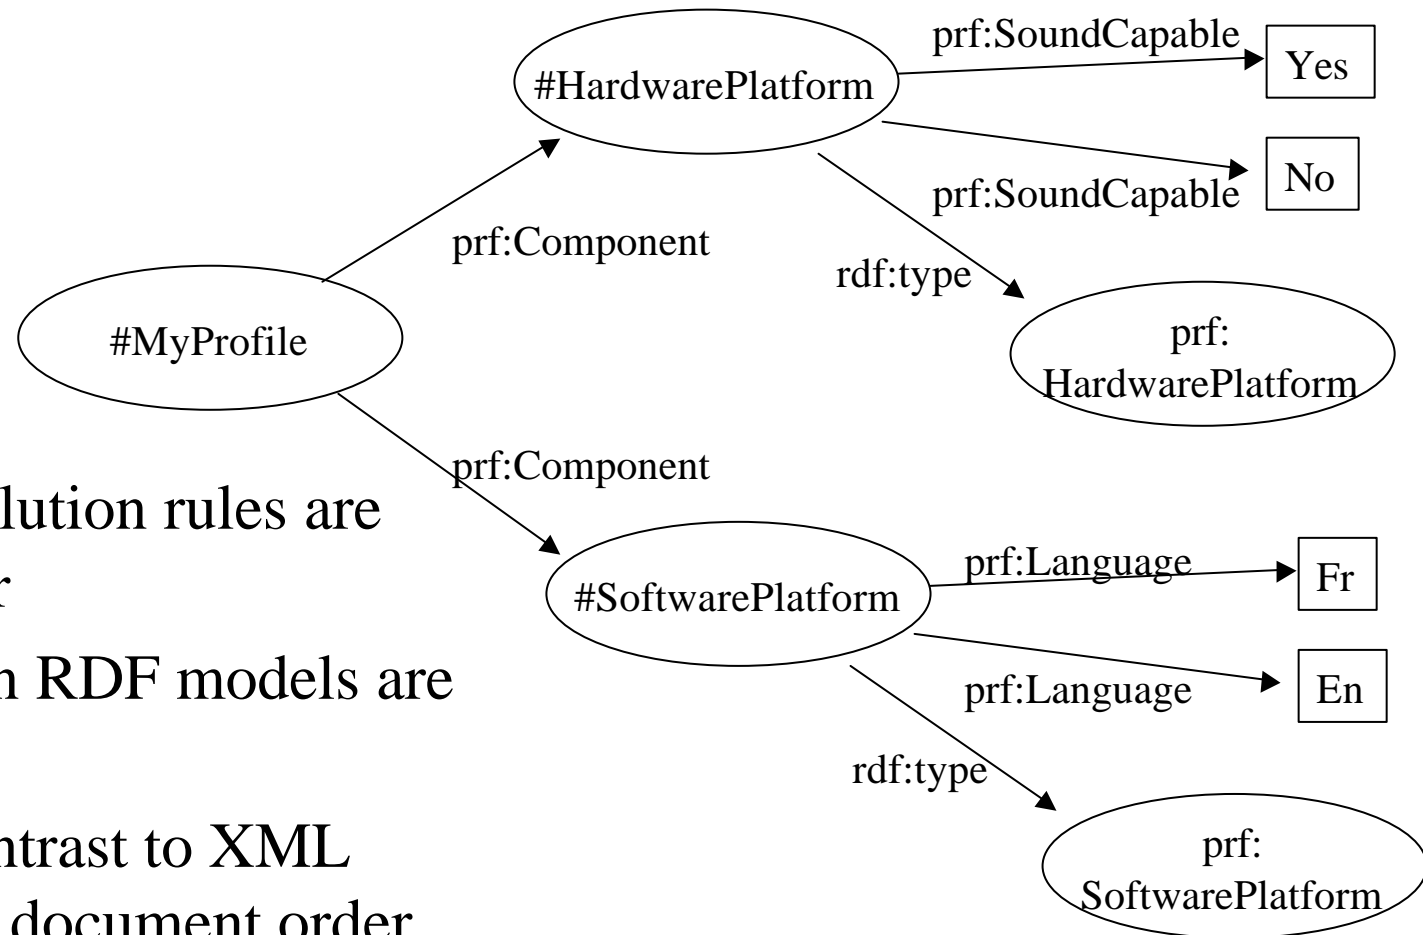 prf:SoundCapable
Yes
#HardwarePlatform
No
prf:SoundCapable
prf:Component
rdf:type
prf:
HardwarePlatform
#MyProfile
prf:Component
lution rules are
prf:Language
Fr
#SoftwarePlatform
r
RDF models are
prf:Language
En
rdf:type
ntrast to XML
prf:
SoftwarePlatform
document order